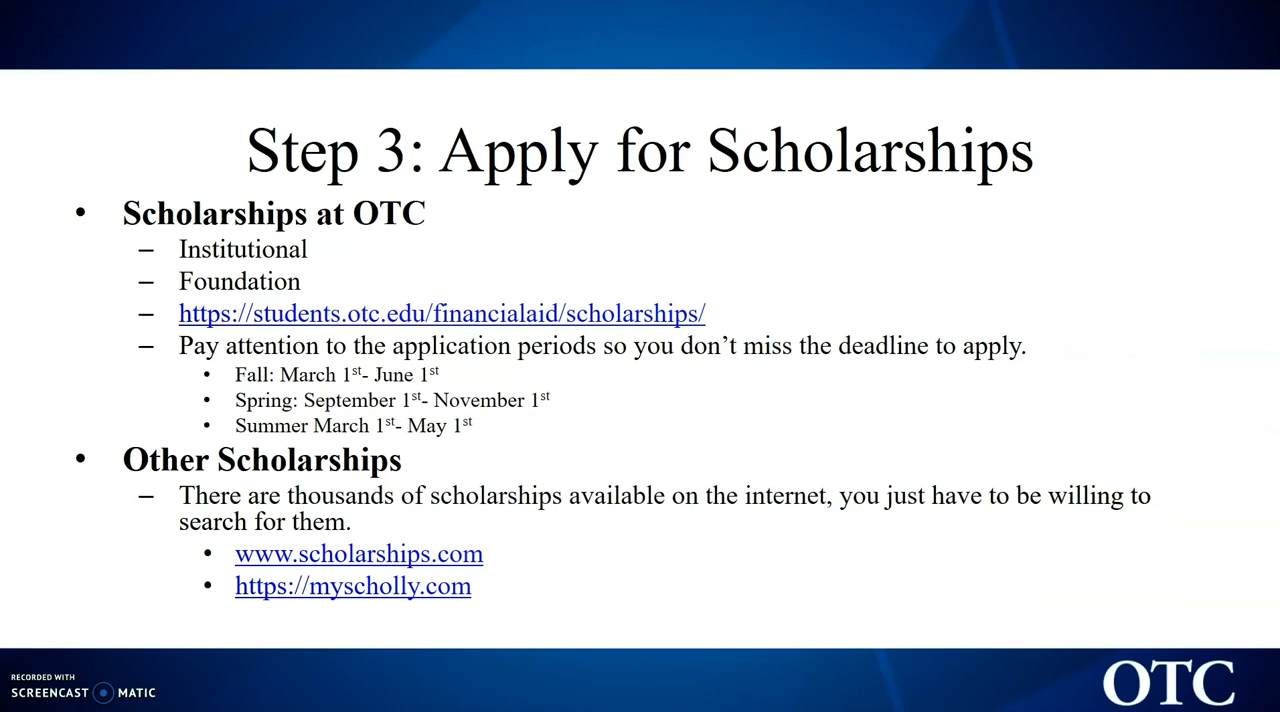 Step 3: Apply for Scholarships
• Scholarships at OTC
– Institutional
– Foundation
– https://students.otc.edu/financialaid/scholarships/
– Pay attention to the application periods so you don’t miss the deadline to apply.
• Fall: March 1st- June 1st
• Spring: September 1st- November 1st
• Summer March 1st- May 1st
• Other Scholarships
– There are thousands of scholarships available on the internet, you just have to be willing to
search for them.
• www.scholarships.com
• https://myscholly.com
RECORDED WITH
SCREENCAST MATIC
OTC